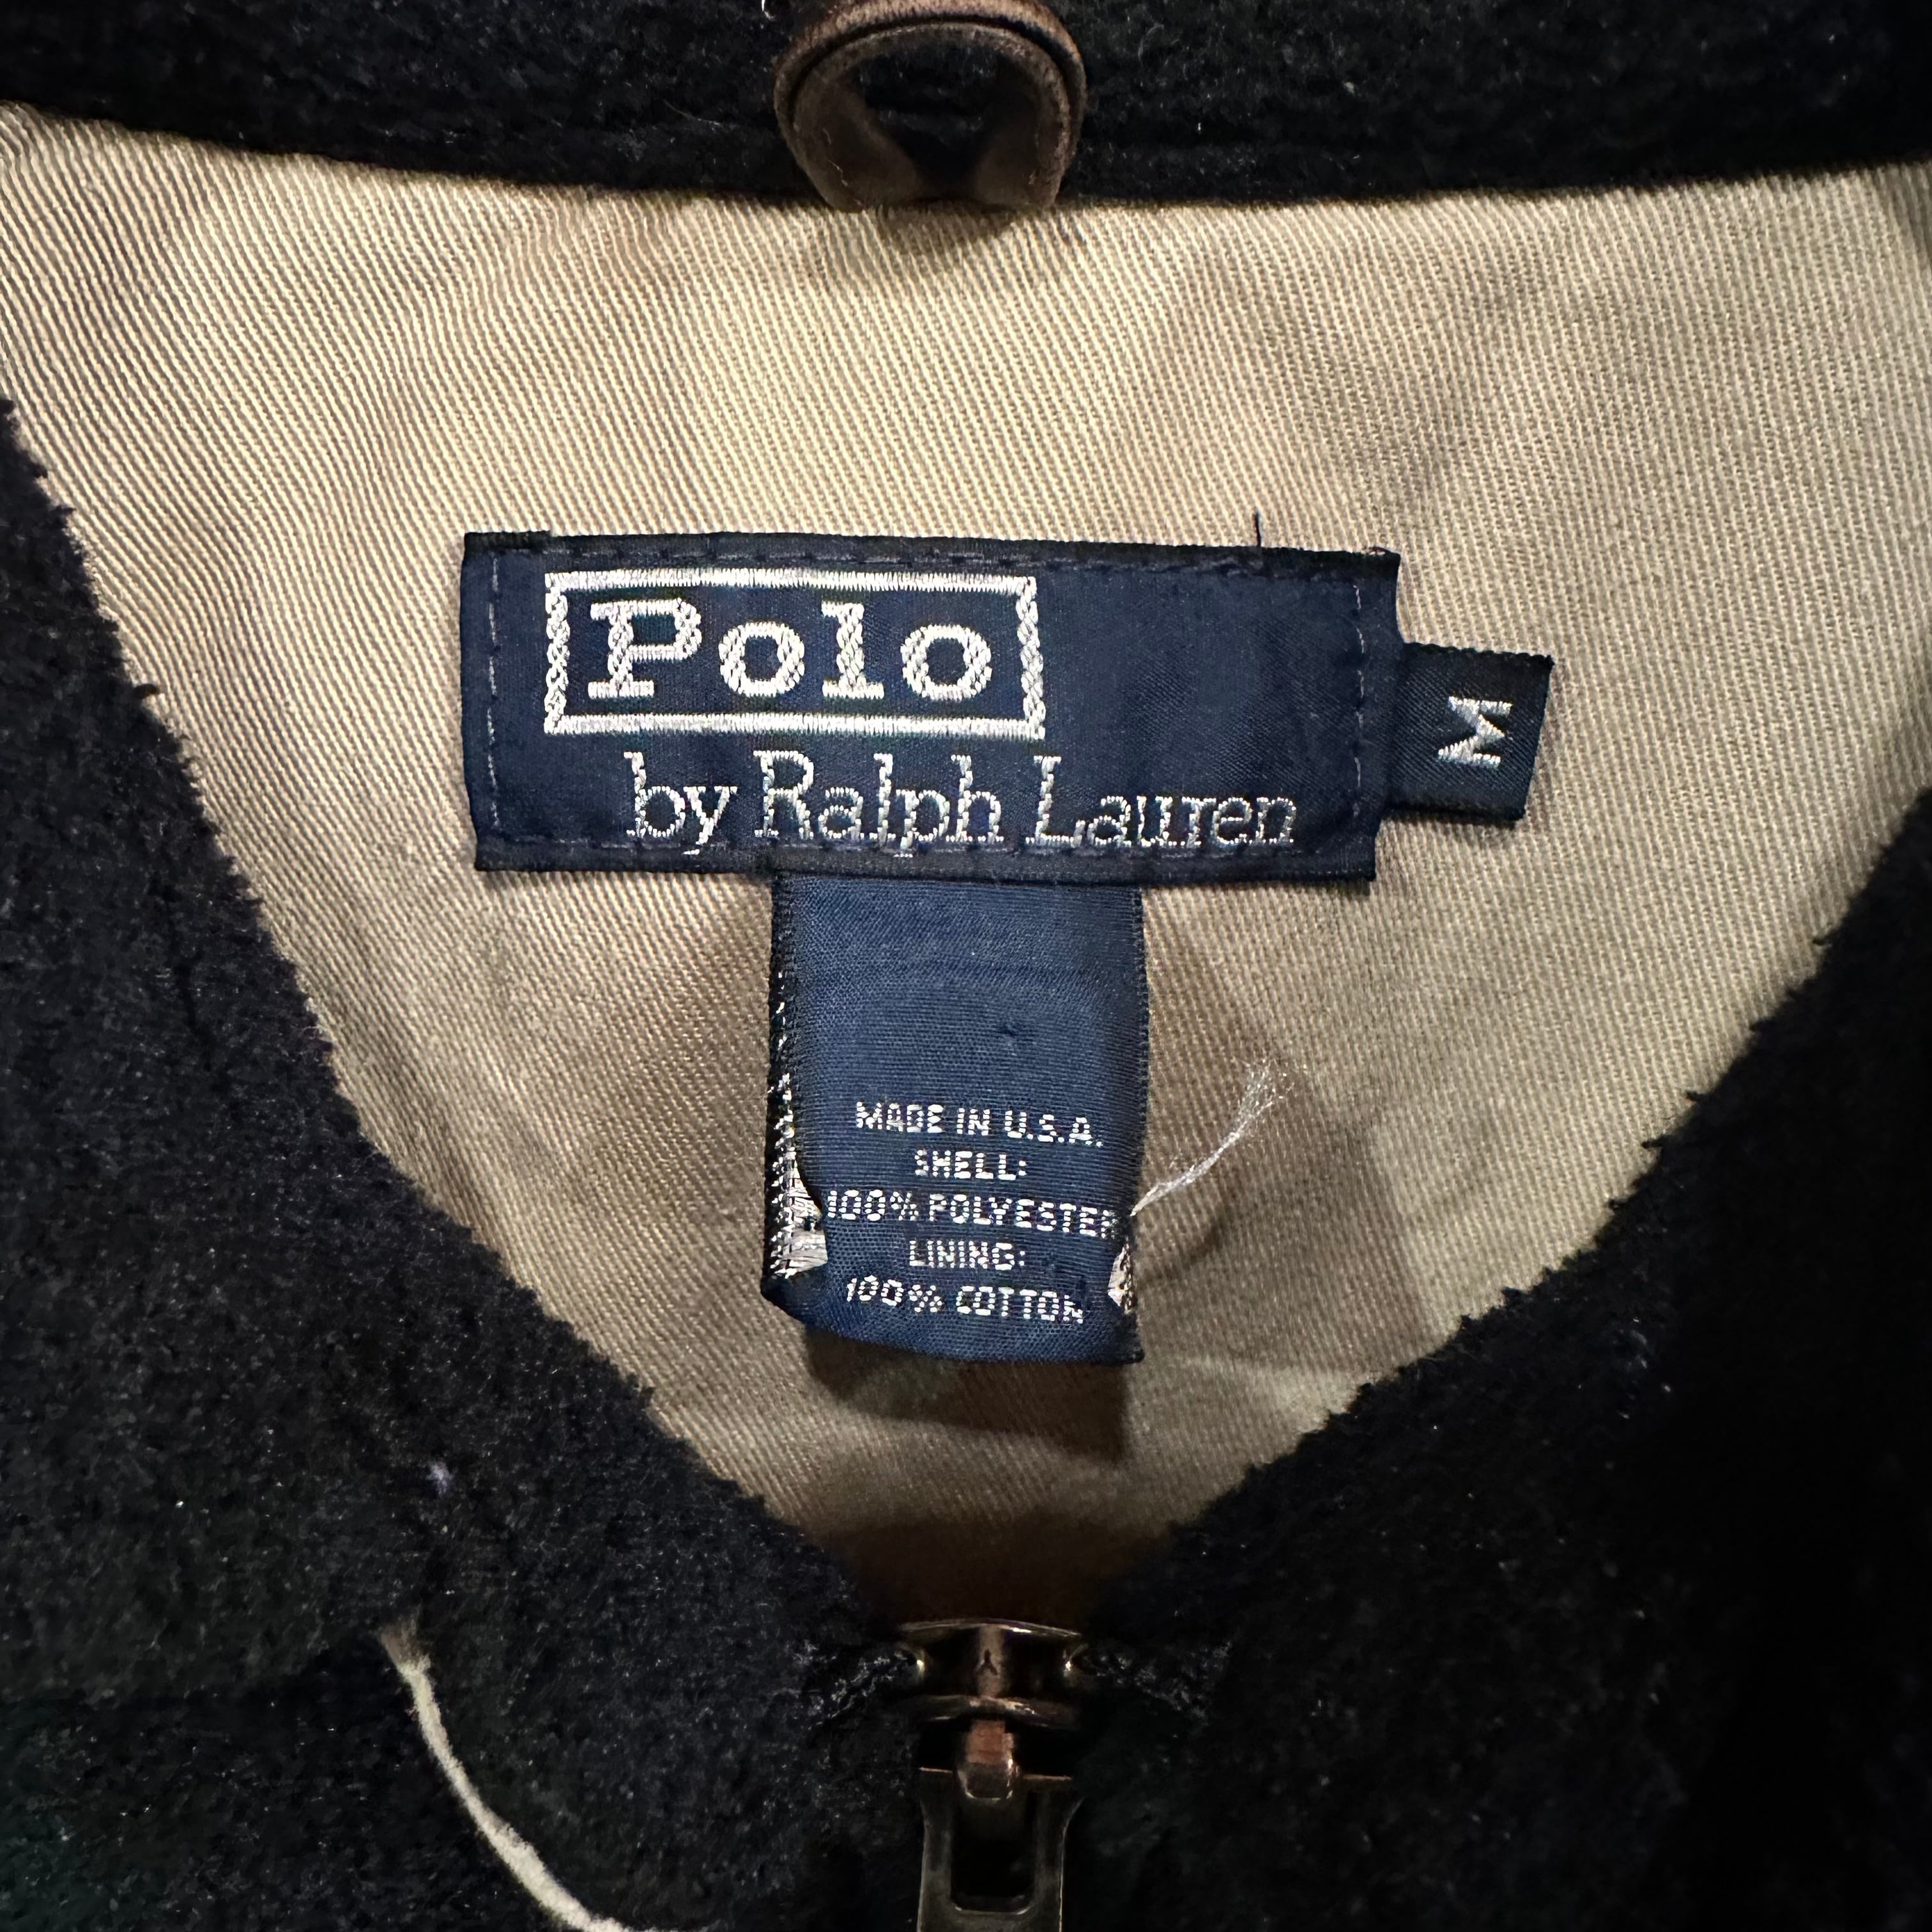 Polo
by Ralph Lauren
M
MADE IN U.S.A.
SHELL:
100% POLYESTER
LINING:
100% COTTON